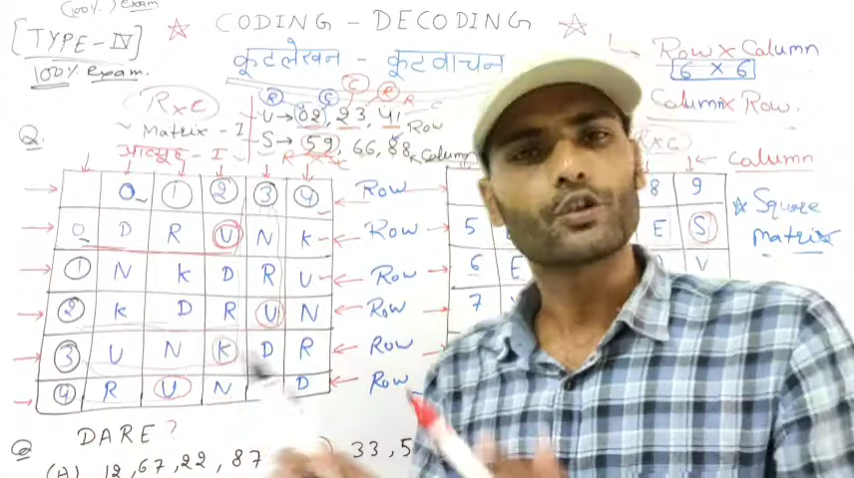 (100%) Exam
CODING - DECODING
[TYPE-IV]
100% exam.
कूटलेखन - कूटवाचन
Row x Column
6 x 6
Column x Row.
RxC
Matrix - I
आव्यूह - I
R C C R
U → 02, 23, 41 Row
S → 59, 66, 88 Column
R x C
RxC
Column
Q.
0 1 2 3 4 Row
0 D R U N K Row
1 N K D R U Row
2 K D R U N Row
3 U N K D R Row
4 R U N D Row
8 9
5 E S
6 E V
7
Square
matrix
Q DARE ?
(A) 12, 67, 22, 87
33, 5